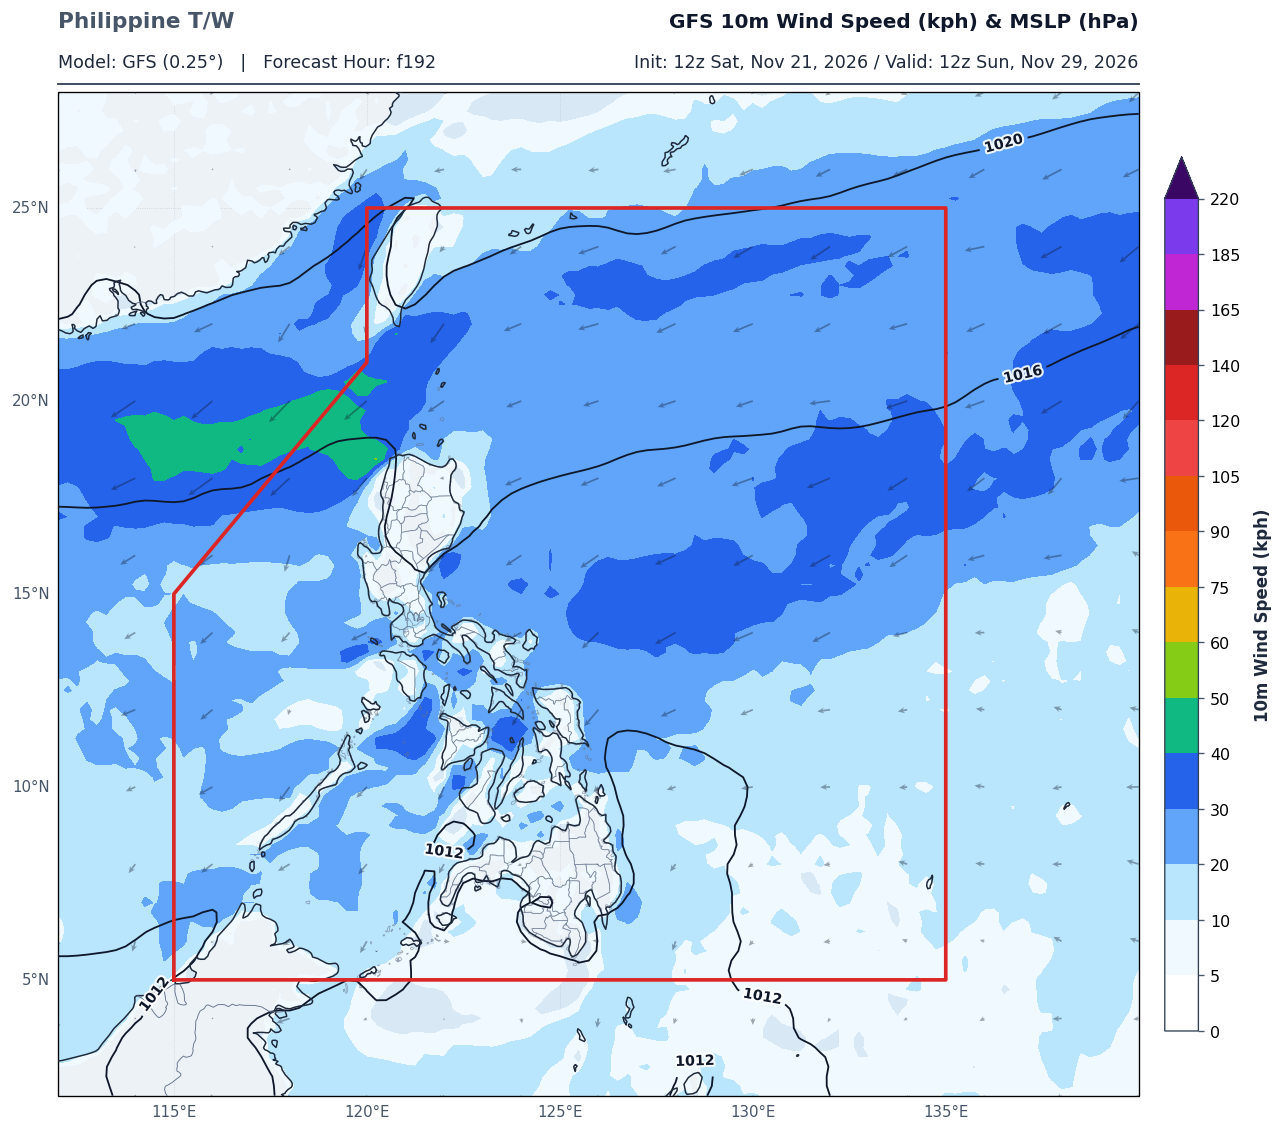 Philippine T/W
GFS 10m Wind Speed (kph) & MSLP (hPa)
Model: GFS (0.25°) | Forecast Hour: f192
Init: 12z Sat, Nov 21, 2026 / Valid: 12z Sun, Nov 29, 2026
1020
1016
1012
1012
1012
1012
25°N
20°N
15°N
10°N
5°N
115°E
120°E
125°E
130°E
135°E
220
185
165
140
120
105
90
75
60
50
40
30
20
10
5
0
10m Wind Speed (kph)